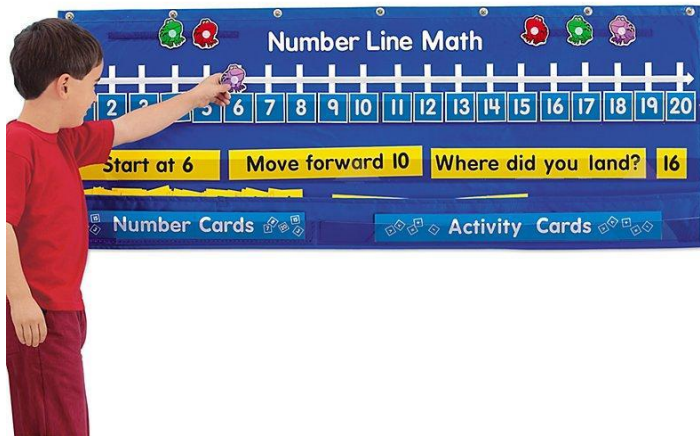 Number Line Math
2 3 5 6 7 8 9 10 11 12 13 14 15 16 17 18 19 20
Start at 6 Move forward 10 Where did you land? 16
Number Cards Activity Cards